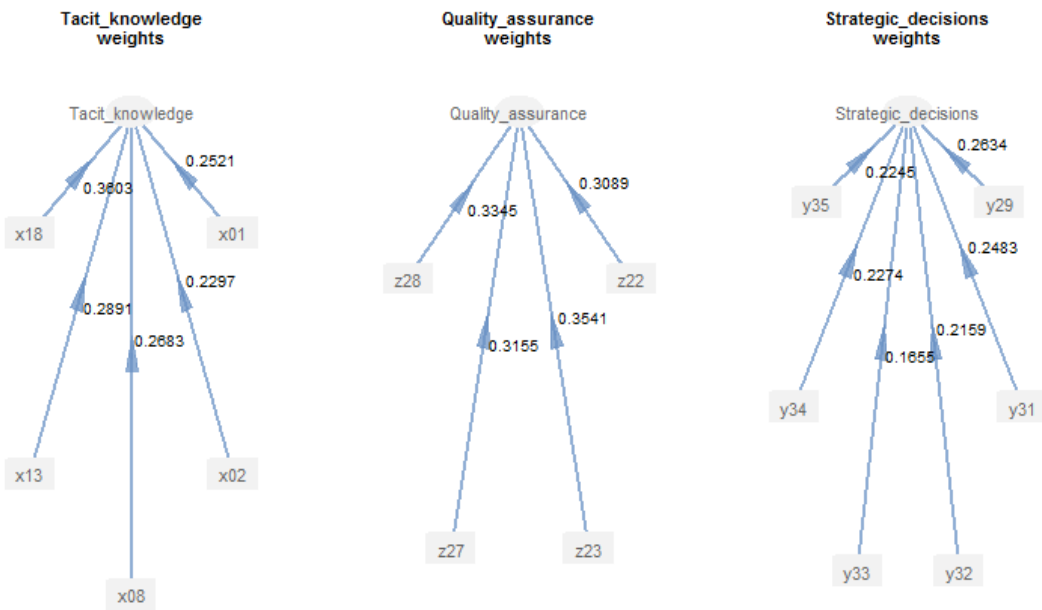 Tacit_knowledge
weights
Quality_assurance
weights
Strategic_decisions
weights
Tacit_knowledge
Quality_assurance
Strategic_decisions
0.2521
0.3603
x18
x01
0.2297
0.2891
0.2683
x13
x02
x08
0.3089
0.3345
z28
z22
0.3541
0.3155
z27
z23
0.2634
0.2245
y35
y29
0.2483
0.2274
0.2159
0.1655
y34
y31
y33
y32